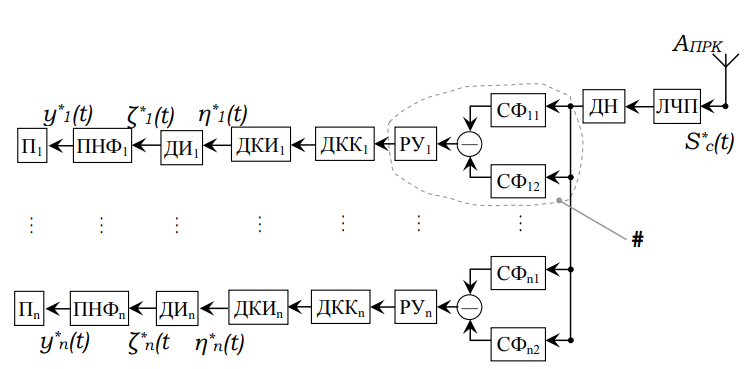 AПРК
y*1(t) ζ*1(t) η*1(t)
СФ11 ДН ЛЧП
П1 ПНФ1 ДИ1 ДКИ1 ДКК1 РУ1 —
S*c(t)
СФ12
⋮ ⋮ ⋮ ⋮ ⋮ ⋮ ⋮
#
СФn1
Пn ПНФn ДИn ДКИn ДККn РУn —
y*n(t) ζ*n(t η*n(t)
СФn2